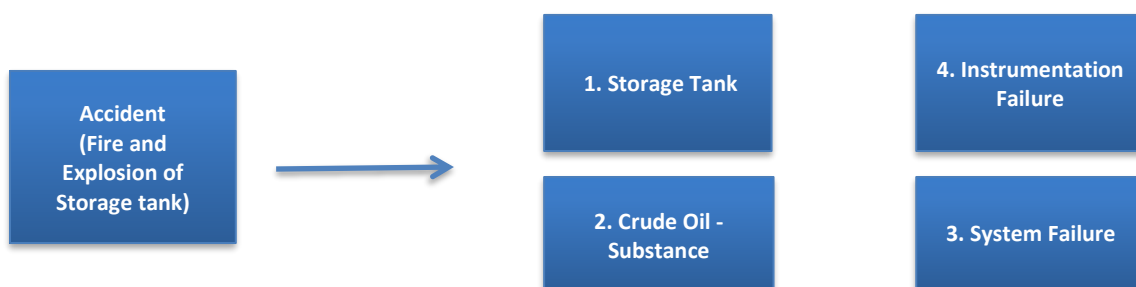 Accident
(Fire and
Explosion of
Storage tank)
1. Storage Tank
4. Instrumentation
Failure
2. Crude Oil -
Substance
3. System Failure